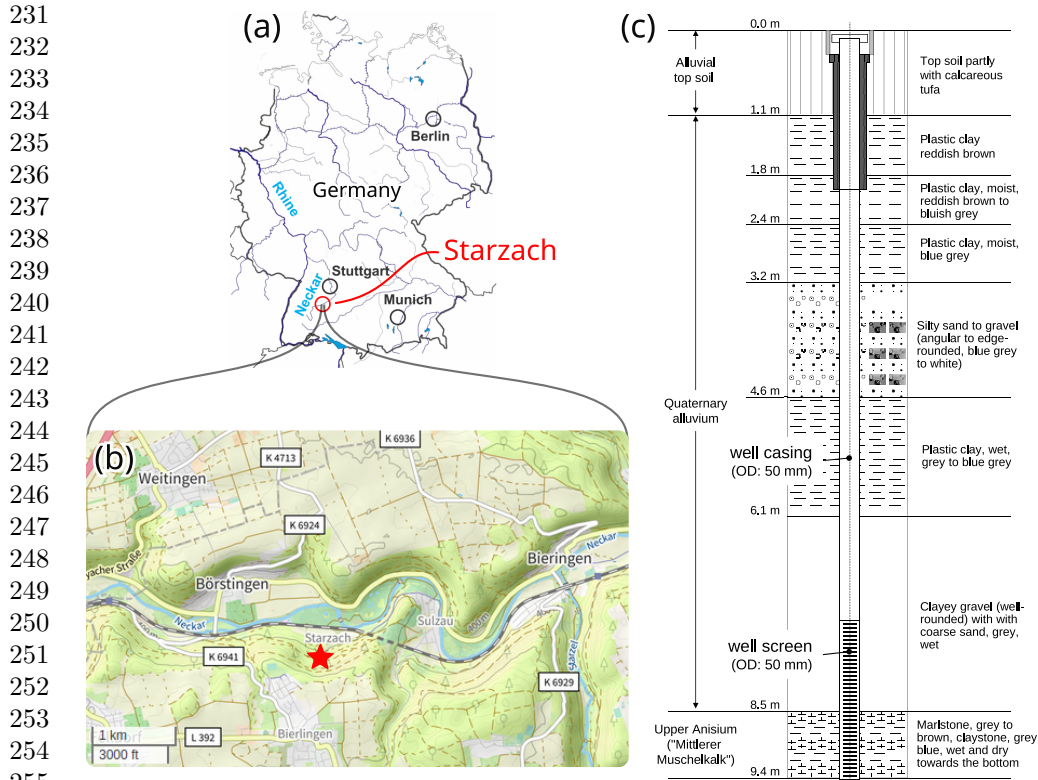 231
232
233
234
235
236
237
238
239
240
241
242
243
244
245
246
247
248
249
250
251
252
253
254
(a)
Berlin
Germany
Rhine
Starzach
Stuttgart
Neckar
Munich
(b)
K 6936
K 4713
Weitingen
K 6924
Neckar
Bieringen
Börstingen
Neckar
Sulzau
400 m
Starzach
K 6941
Starzel
K 6929
1 km
3000 ft
L 392
Bierlingen
(c)
0.0 m
Alluvial
top soil
Top soil partly
with calcareous
tufa
1.1 m
Plastic clay
reddish brown
1.8 m
Plastic clay, moist,
reddish brown to
bluish grey
2.4 m
Plastic clay, moist,
blue grey
3.2 m
Silty sand to gravel
(angular to edge-
rounded, blue grey
to white)
4.6 m
Quaternary
alluvium
well casing
(OD: 50 mm)
Plastic clay, wet,
grey to blue grey
6.1 m
Clayey gravel (well-
rounded) with with
coarse sand, grey,
wet
well screen
(OD: 50 mm)
8.5 m
Upper Anisium
("Mittlerer
Muschelkalk")
Marlstone, grey to
brown, claystone, grey
blue, wet and dry
towards the bottom
9.4 m